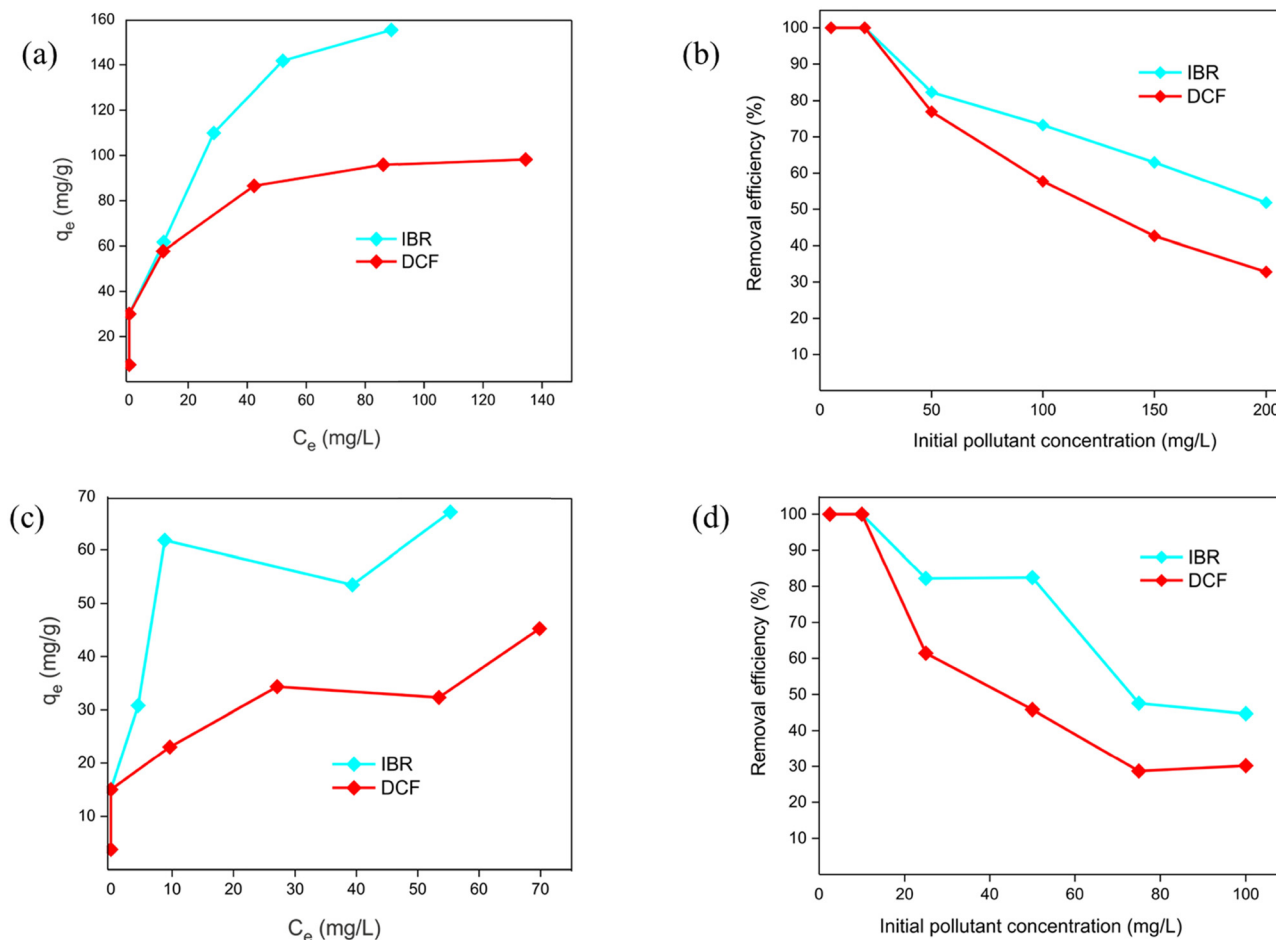 (a)
160
140
120
100
80
60
40
20
qe (mg/g)
IBR
DCF
0 20 40 60 80 100 120 140
Ce (mg/L)
(b)
100
90
80
70
60
50
40
30
20
10
Removal efficiency (%)
IBR
DCF
0 50 100 150 200
Initial pollutant concentration (mg/L)
(c)
70
60
50
40
30
20
10
qe (mg/g)
IBR
DCF
0 10 20 30 40 50 60 70
Ce (mg/L)
(d)
100
90
80
70
60
50
40
30
20
10
Removal efficiency (%)
IBR
DCF
0 20 40 60 80 100
Initial pollutant concentration (mg/L)